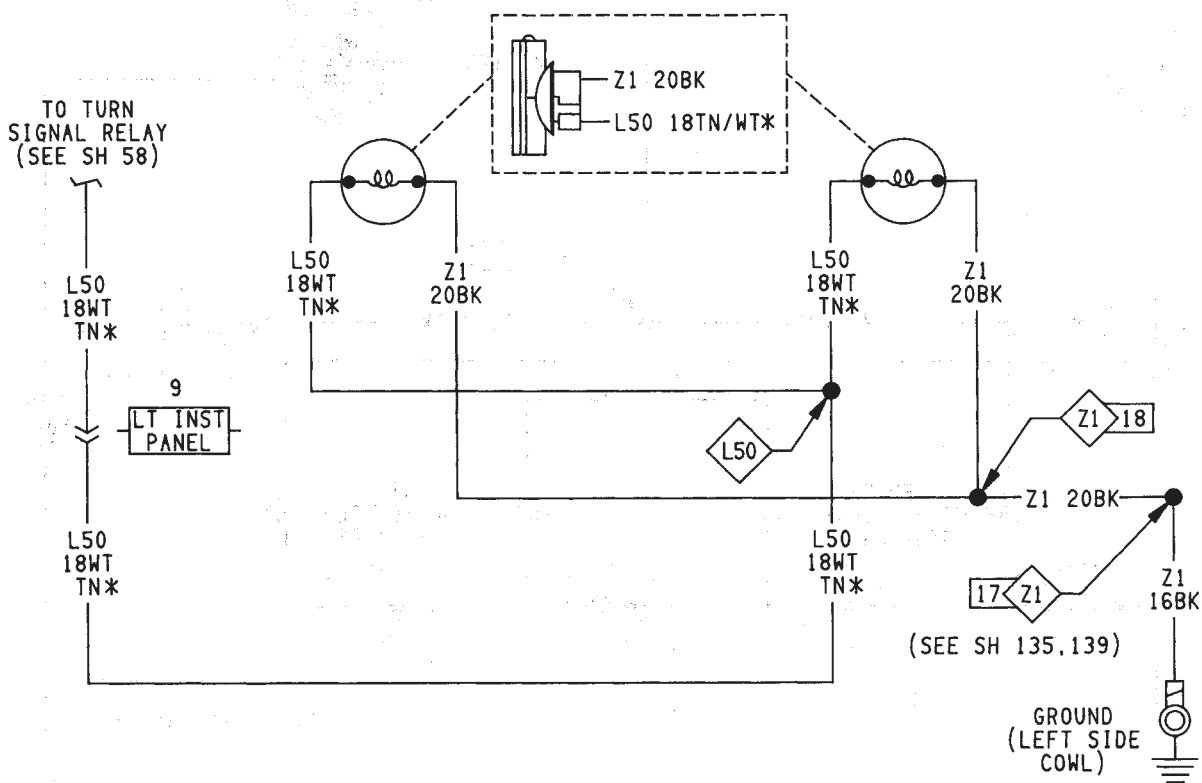 Z1 20BK
L50 18TN/WT*
TO TURN
SIGNAL RELAY
(SEE SH 58)
L50
18WT
TN*
L50
18WT
TN*
Z1
20BK
L50
18WT
TN*
Z1
20BK
9
LT INST
PANEL
L50
Z1 18
Z1 20BK
L50
18WT
TN*
L50
18WT
TN*
17 Z1
Z1
16BK
(SEE SH 135,139)
GROUND
(LEFT SIDE
COWL)